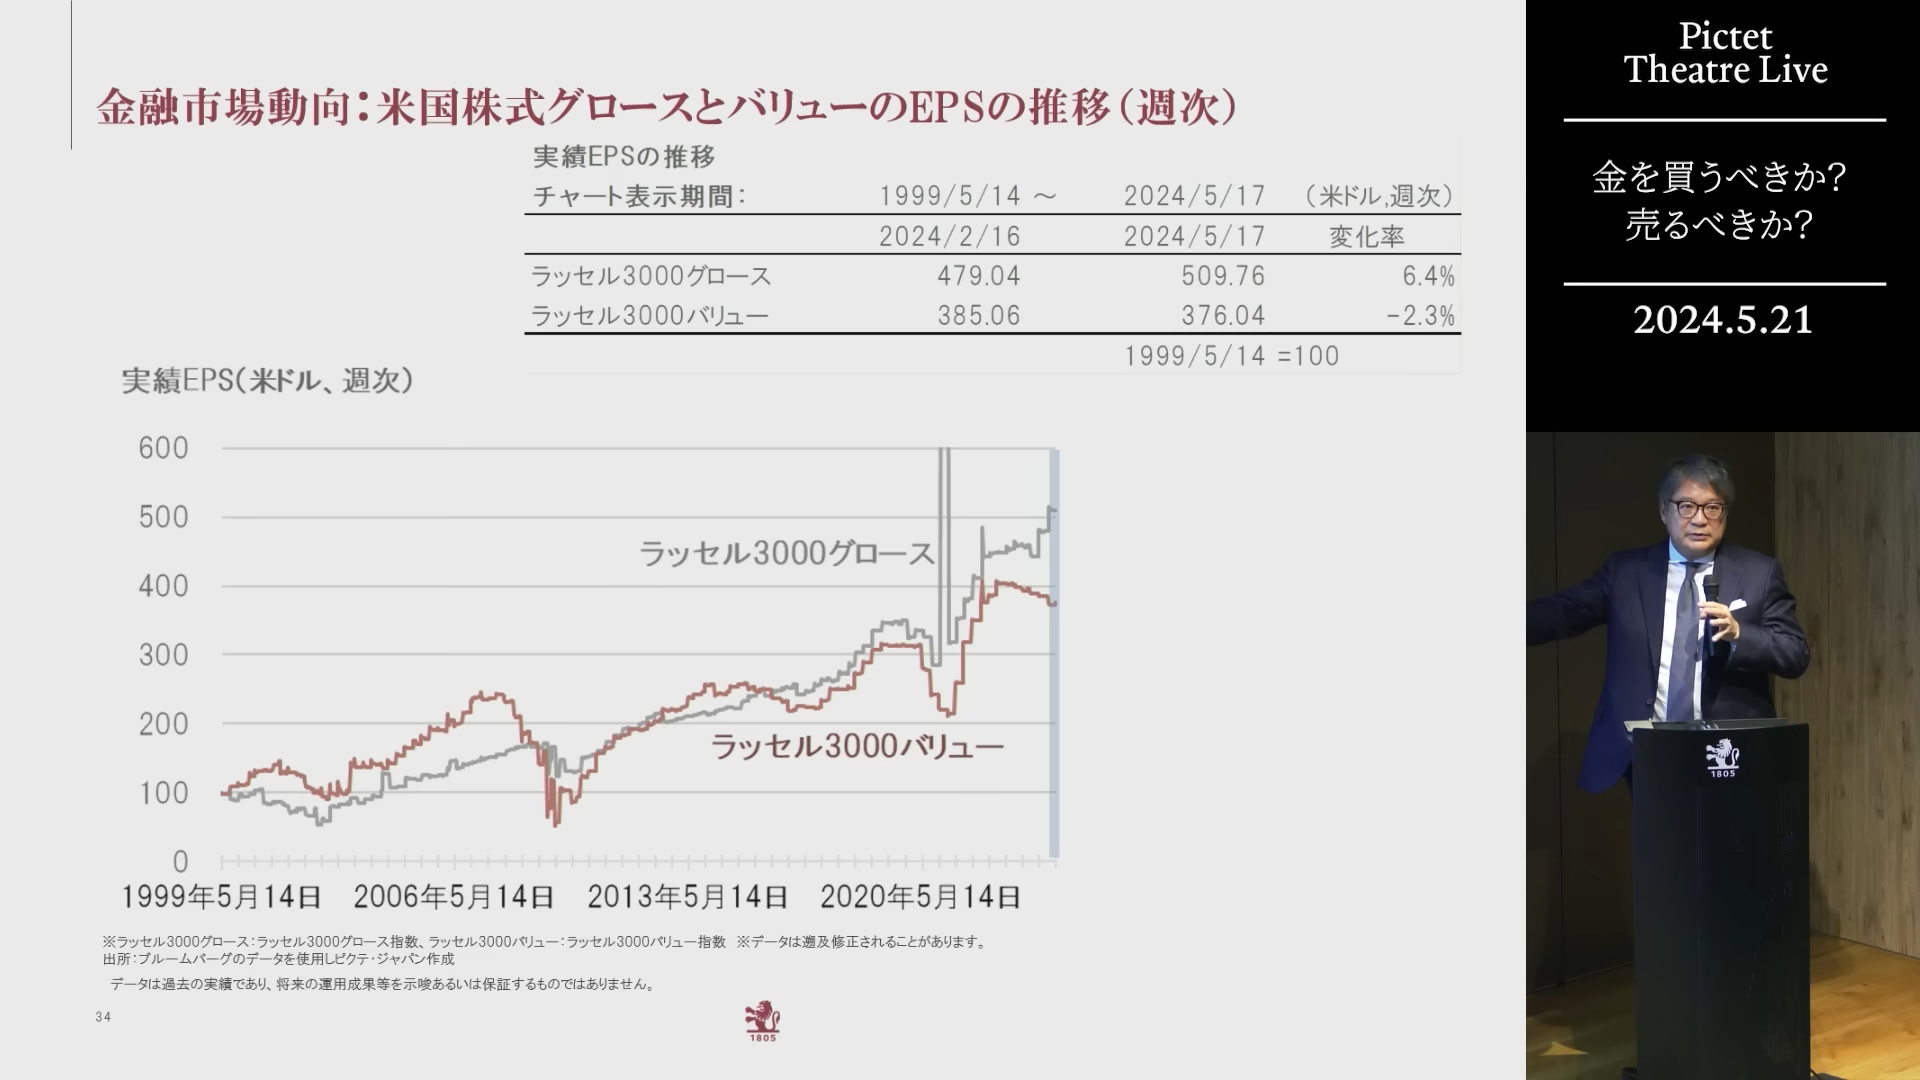 金融市場動向：米国株式グロースとバリューのEPSの推移（週次）
実績EPSの推移
チャート表示期間： 1999/5/14 ～ 2024/5/17 （米ドル,週次）
2024/2/16 2024/5/17 変化率
ラッセル3000グロース 479.04 509.76 6.4%
ラッセル3000バリュー 385.06 376.04 -2.3%
1999/5/14 =100
実績EPS（米ドル、週次）
600
500
400
300
200
100
0
ラッセル3000グロース
ラッセル3000バリュー
1999年5月14日 2006年5月14日 2013年5月14日 2020年5月14日
※ラッセル3000グロース：ラッセル3000グロース指数、ラッセル3000バリュー：ラッセル3000バリュー指数 ※データは遡及修正されることがあります。
出所：ブルームバーグのデータを使用しピクテ・ジャパン作成
データは過去の実績であり、将来の運用成果等を示唆あるいは保証するものではありません。
34
1805
Pictet
Theatre Live
金を買うべきか?
売るべきか?
2024.5.21
1805